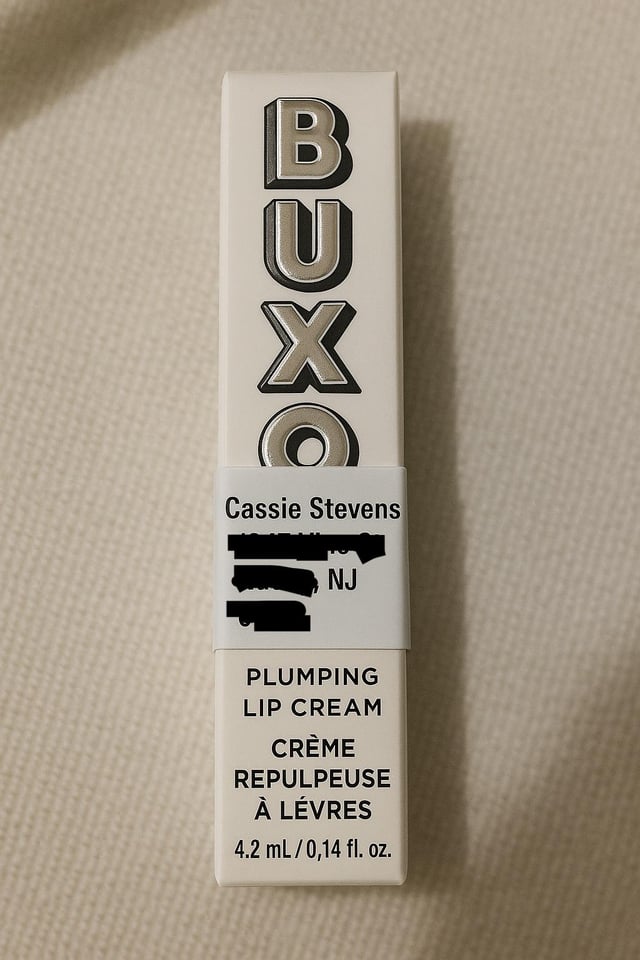 BUXO
Cassie Stevens
NJ
PLUMPING
LIP CREAM
CRÈME
REPULPEUSE
À LÉVRES
4.2 mL / 0,14 fl. oz.